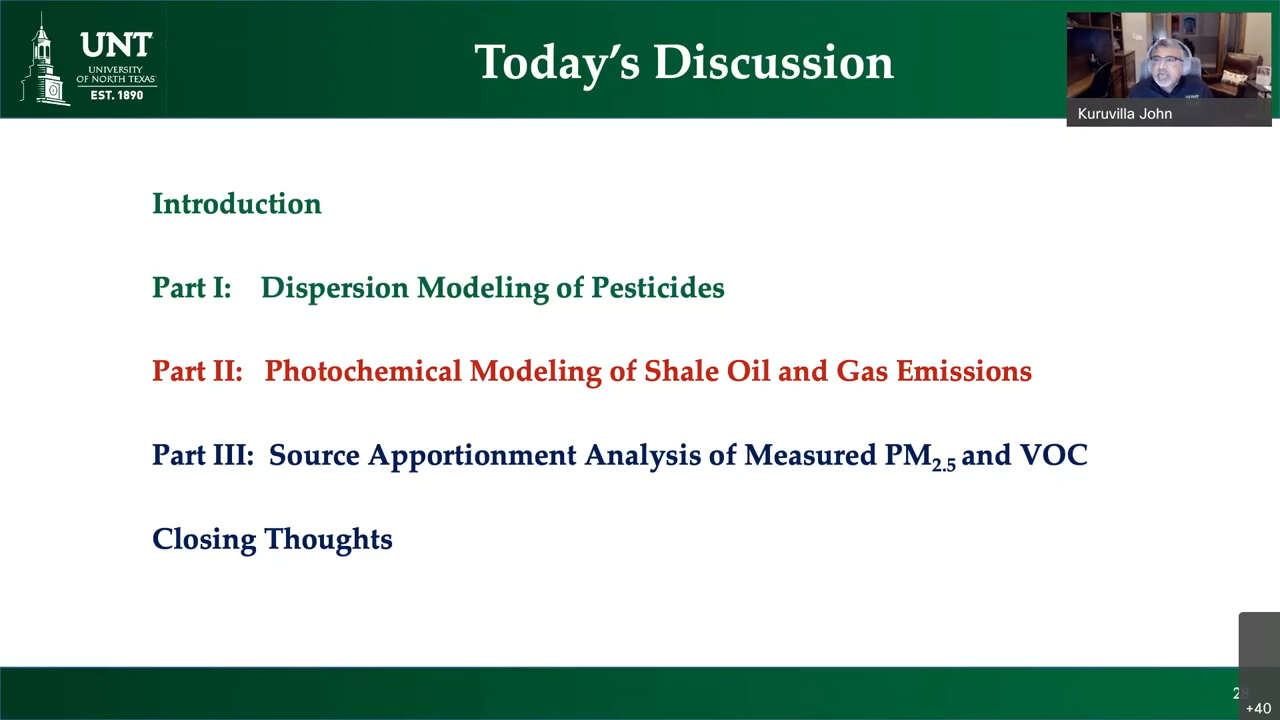 UNT
UNIVERSITY
OF NORTH TEXAS
EST. 1890
Today's Discussion
Kuruvilla John
Introduction
Part I: Dispersion Modeling of Pesticides
Part II: Photochemical Modeling of Shale Oil and Gas Emissions
Part III: Source Apportionment Analysis of Measured PM2.5 and VOC
Closing Thoughts
+40